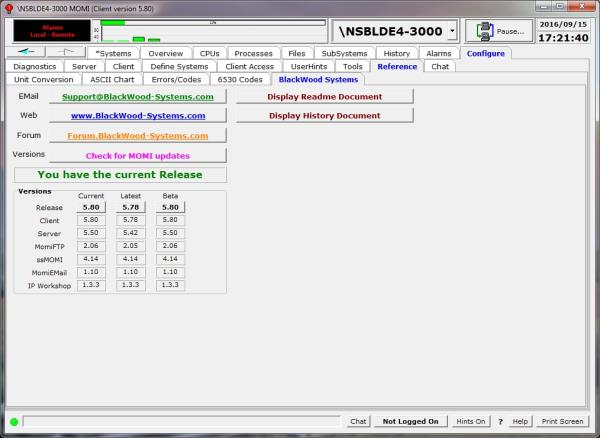 \NSBLDE4-3000 MOMI (Client version 5.80)
Alarms
Local - Remote
80
40
12%
\NSBLDE4-3000
Pause...
2016/09/15
17:21:40
*Systems Overview CPUs Processes Files SubSystems History Alarms Configure
Diagnostics Server Client Define Systems Client Access UserHints Tools Reference Chat
Unit Conversion ASCII Chart Errors/Codes 6530 Codes BlackWood Systems
EMail Support@BlackWood-Systems.com Display Readme Document
Web www.BlackWood-Systems.com Display History Document
Forum Forum.BlackWood-Systems.com
Versions Check for MOMI updates
You have the current Release
Versions
Current Latest Beta
Release 5.80 5.78 5.80
Client 5.80 5.78 5.80
Server 5.50 5.42 5.50
MomiFTP 2.06 2.05 2.06
ssMOMI 4.14 4.14 4.14
MomiEMail 1.10 1.10 1.10
IP Workshop 1.3.3 1.3.3 1.3.3
Chat Not Logged On Hints On ? Help Print Screen